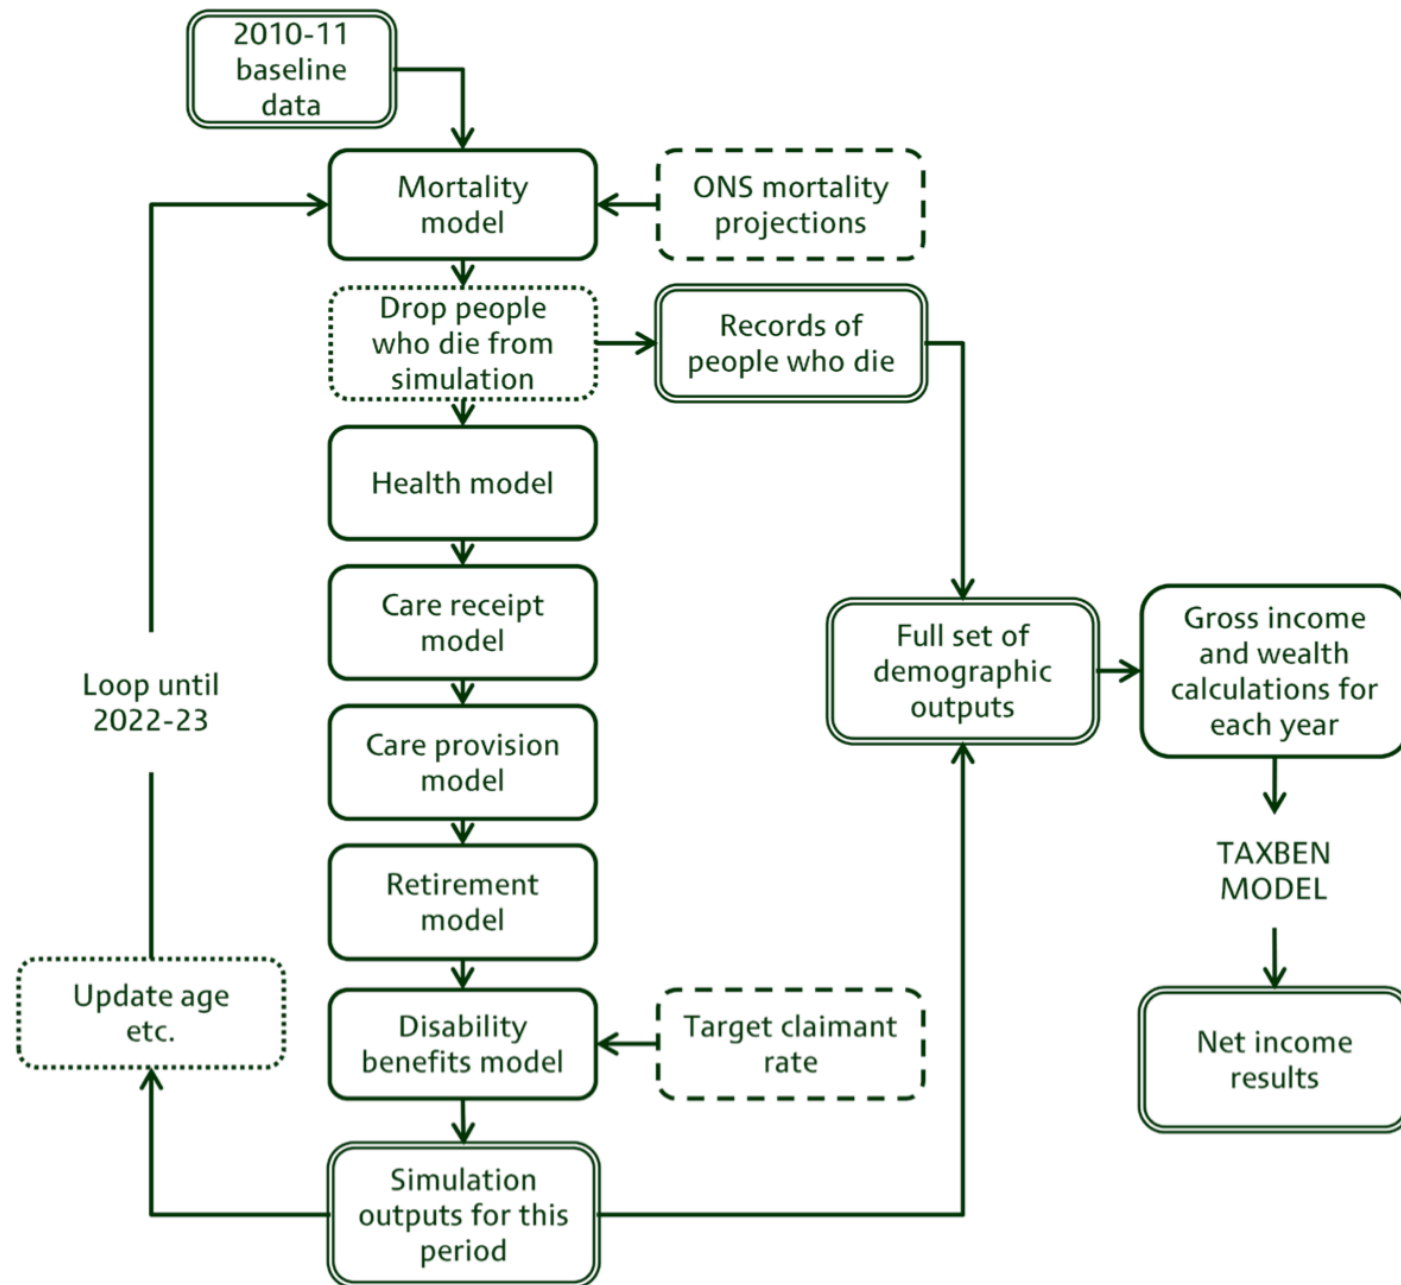 2010-11
baseline
data
Mortality
model
ONS mortality
projections
Drop people
who die from
simulation
Records of
people who die
Health model
Care receipt
model
Full set of
demographic
outputs
Gross income
and wealth
calculations for
each year
Loop until
2022-23
Care provision
model
Retirement
model
TAXBEN
MODEL
Update age
etc.
Disability
benefits model
Target claimant
rate
Net income
results
Simulation
outputs for this
period